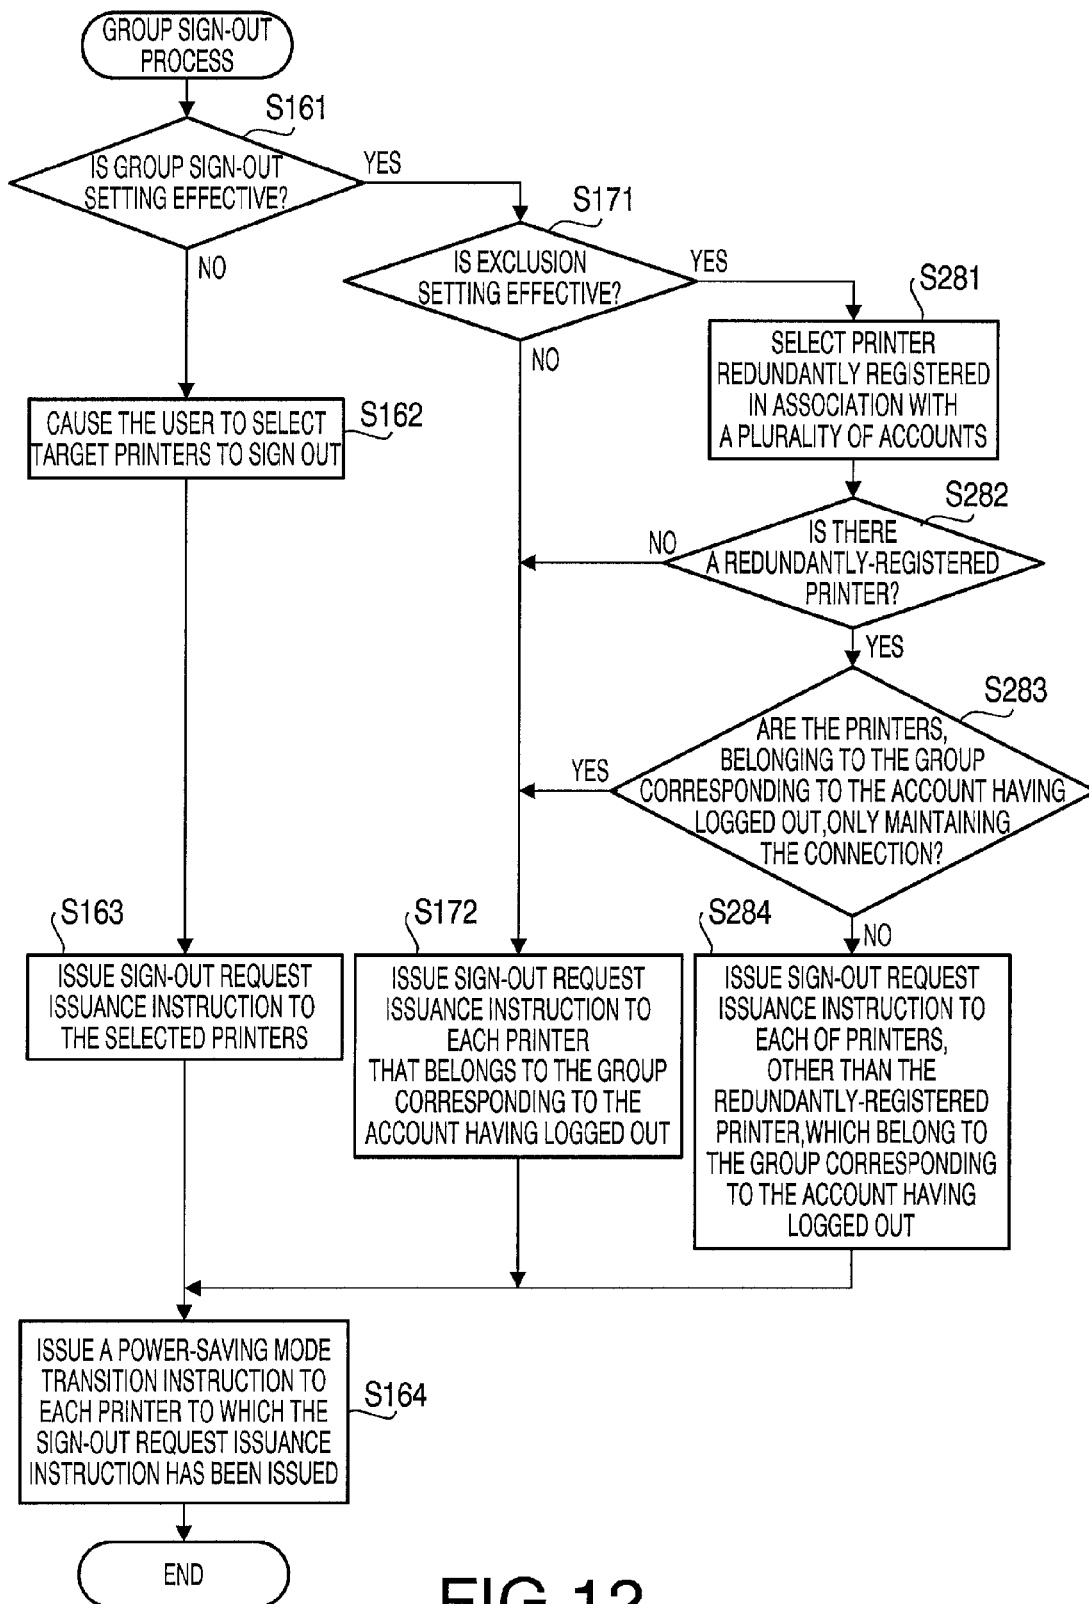 GROUP SIGN-OUT
PROCESS
S161
IS GROUP SIGN-OUT
SETTING EFFECTIVE?
YES
NO
S171
IS EXCLUSION
SETTING EFFECTIVE?
YES
NO
S281
SELECT PRINTER
REDUNDANTLY REGISTERED
IN ASSOCIATION WITH
A PLURALITY OF ACCOUNTS
S162
CAUSE THE USER TO SELECT
TARGET PRINTERS TO SIGN OUT
S282
IS THERE
A REDUNDANTLY-REGISTERED
PRINTER?
NO
YES
S283
ARE THE PRINTERS,
BELONGING TO THE GROUP
CORRESPONDING TO THE ACCOUNT HAVING
LOGGED OUT, ONLY MAINTAINING
THE CONNECTION?
YES
NO
S163
ISSUE SIGN-OUT REQUEST
ISSUANCE INSTRUCTION TO
THE SELECTED PRINTERS
S172
ISSUE SIGN-OUT REQUEST
ISSUANCE INSTRUCTION TO
EACH PRINTER
THAT BELONGS TO THE GROUP
CORRESPONDING TO THE
ACCOUNT HAVING LOGGED OUT
S284
ISSUE SIGN-OUT REQUEST
ISSUANCE INSTRUCTION TO
EACH OF PRINTERS,
OTHER THAN THE
REDUNDANTLY-REGISTERED
PRINTER, WHICH BELONG TO
THE GROUP CORRESPONDING
TO THE ACCOUNT HAVING
LOGGED OUT
ISSUE A POWER-SAVING MODE
TRANSITION INSTRUCTION TO
EACH PRINTER TO WHICH THE
SIGN-OUT REQUEST ISSUANCE
INSTRUCTION HAS BEEN ISSUED
S164
END
FIG.12